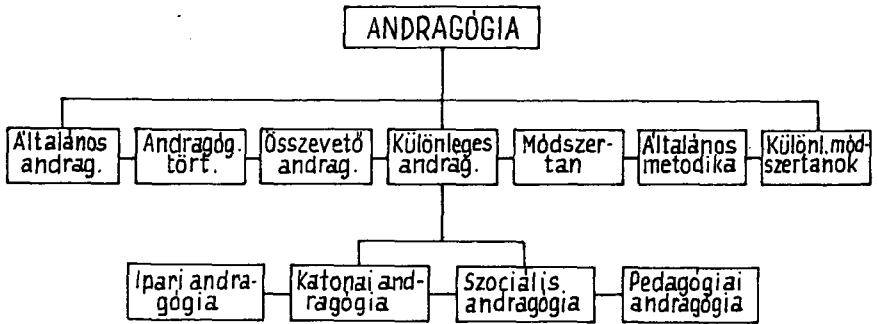 ANDRAGÓGIA
Általános
andrag.
Andragóg.
tört.
Összevető
andrag.
Különleges
andrag.
Módszer-
tan
Általános
metodika
Különl. mód-
szertanok
Ipari andra-
gógia
Katonai and-
ragógia
Szociális
andragógia
Pedagógiai
andragógia